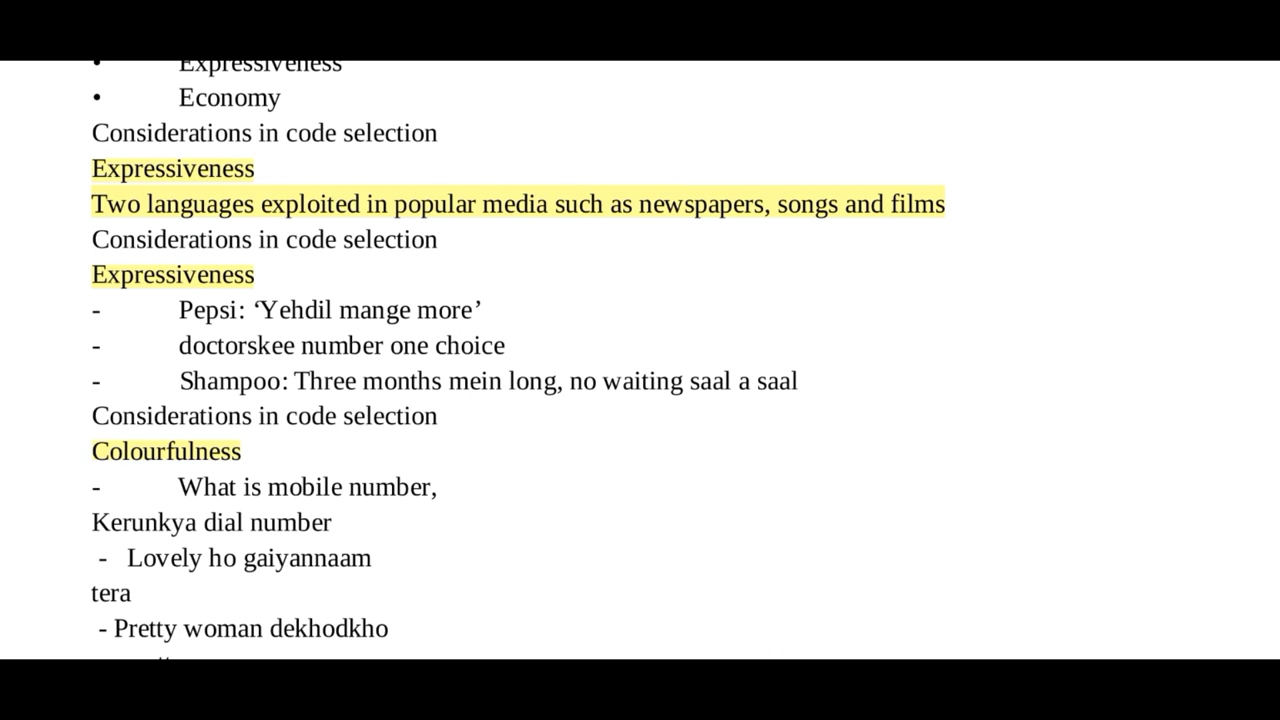 • Expressiveness
• Economy
Considerations in code selection
Expressiveness
Two languages exploited in popular media such as newspapers, songs and films
Considerations in code selection
Expressiveness
- Pepsi: ‘Yehdil mange more’
- doctorskee number one choice
- Shampoo: Three months mein long, no waiting saal a saal
Considerations in code selection
Colourfulness
- What is mobile number,
Kerunkya dial number
- Lovely ho gaiyannaam
tera
- Pretty woman dekhodkho